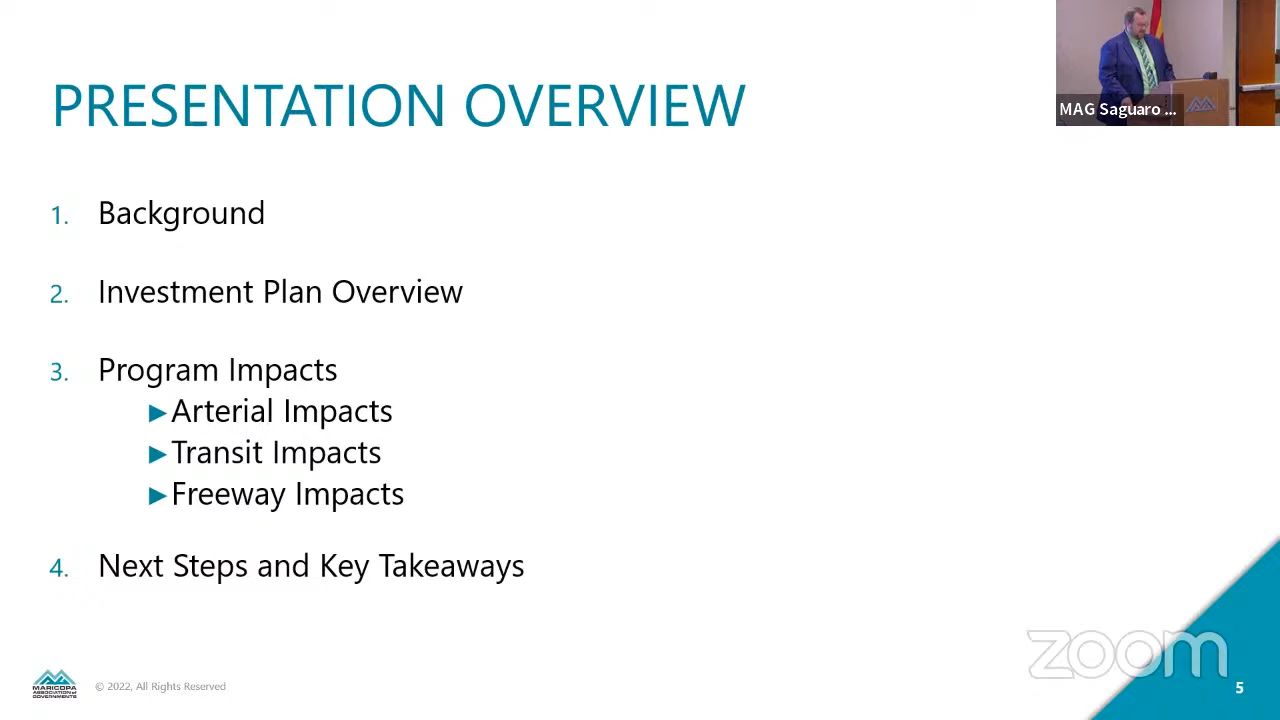 PRESENTATION OVERVIEW
MAG Saguaro ...
1. Background
2. Investment Plan Overview
3. Program Impacts
►Arterial Impacts
►Transit Impacts
►Freeway Impacts
4. Next Steps and Key Takeaways
zoom
MARICOPA
ASSOCIATION of
GOVERNMENTS
© 2022, All Rights Reserved
5